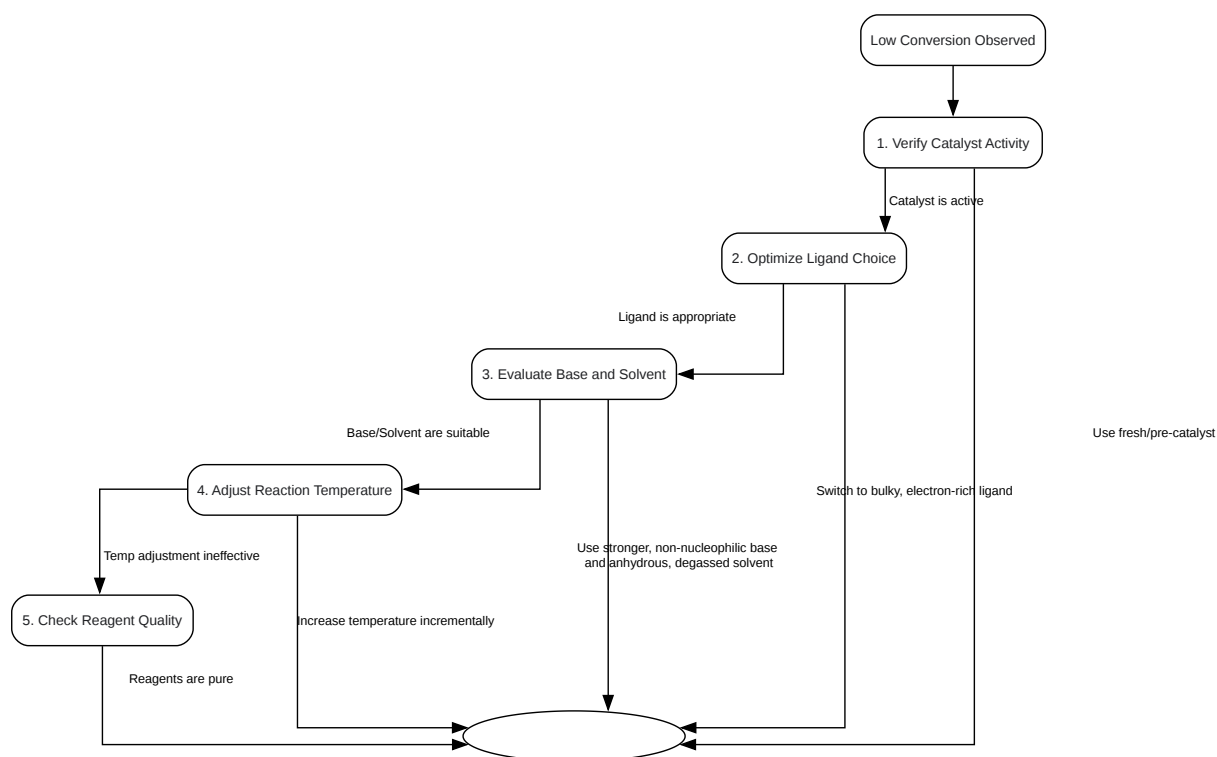 Low Conversion Observed
1. Verify Catalyst Activity
Catalyst is active
2. Optimize Ligand Choice
Ligand is appropriate
3. Evaluate Base and Solvent
Base/Solvent are suitable
Use fresh/pre-catalyst
4. Adjust Reaction Temperature
Switch to bulky, electron-rich ligand
Temp adjustment ineffective
Use stronger, non-nucleophilic base
and anhydrous, degassed solvent
5. Check Reagent Quality
Increase temperature incrementally
Reagents are pure